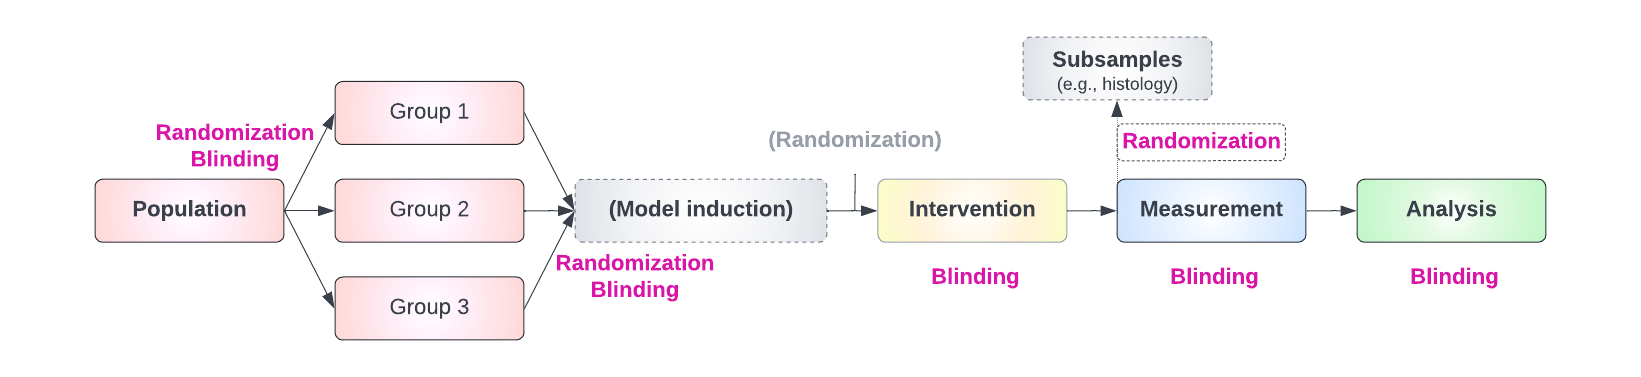 Randomization
Blinding
Population
Group 1
Group 2
Group 3
(Model induction)
Randomization
Blinding
(Randomization)
Intervention
Blinding
Subsamples
(e.g., histology)
Randomization
Measurement
Blinding
Analysis
Blinding